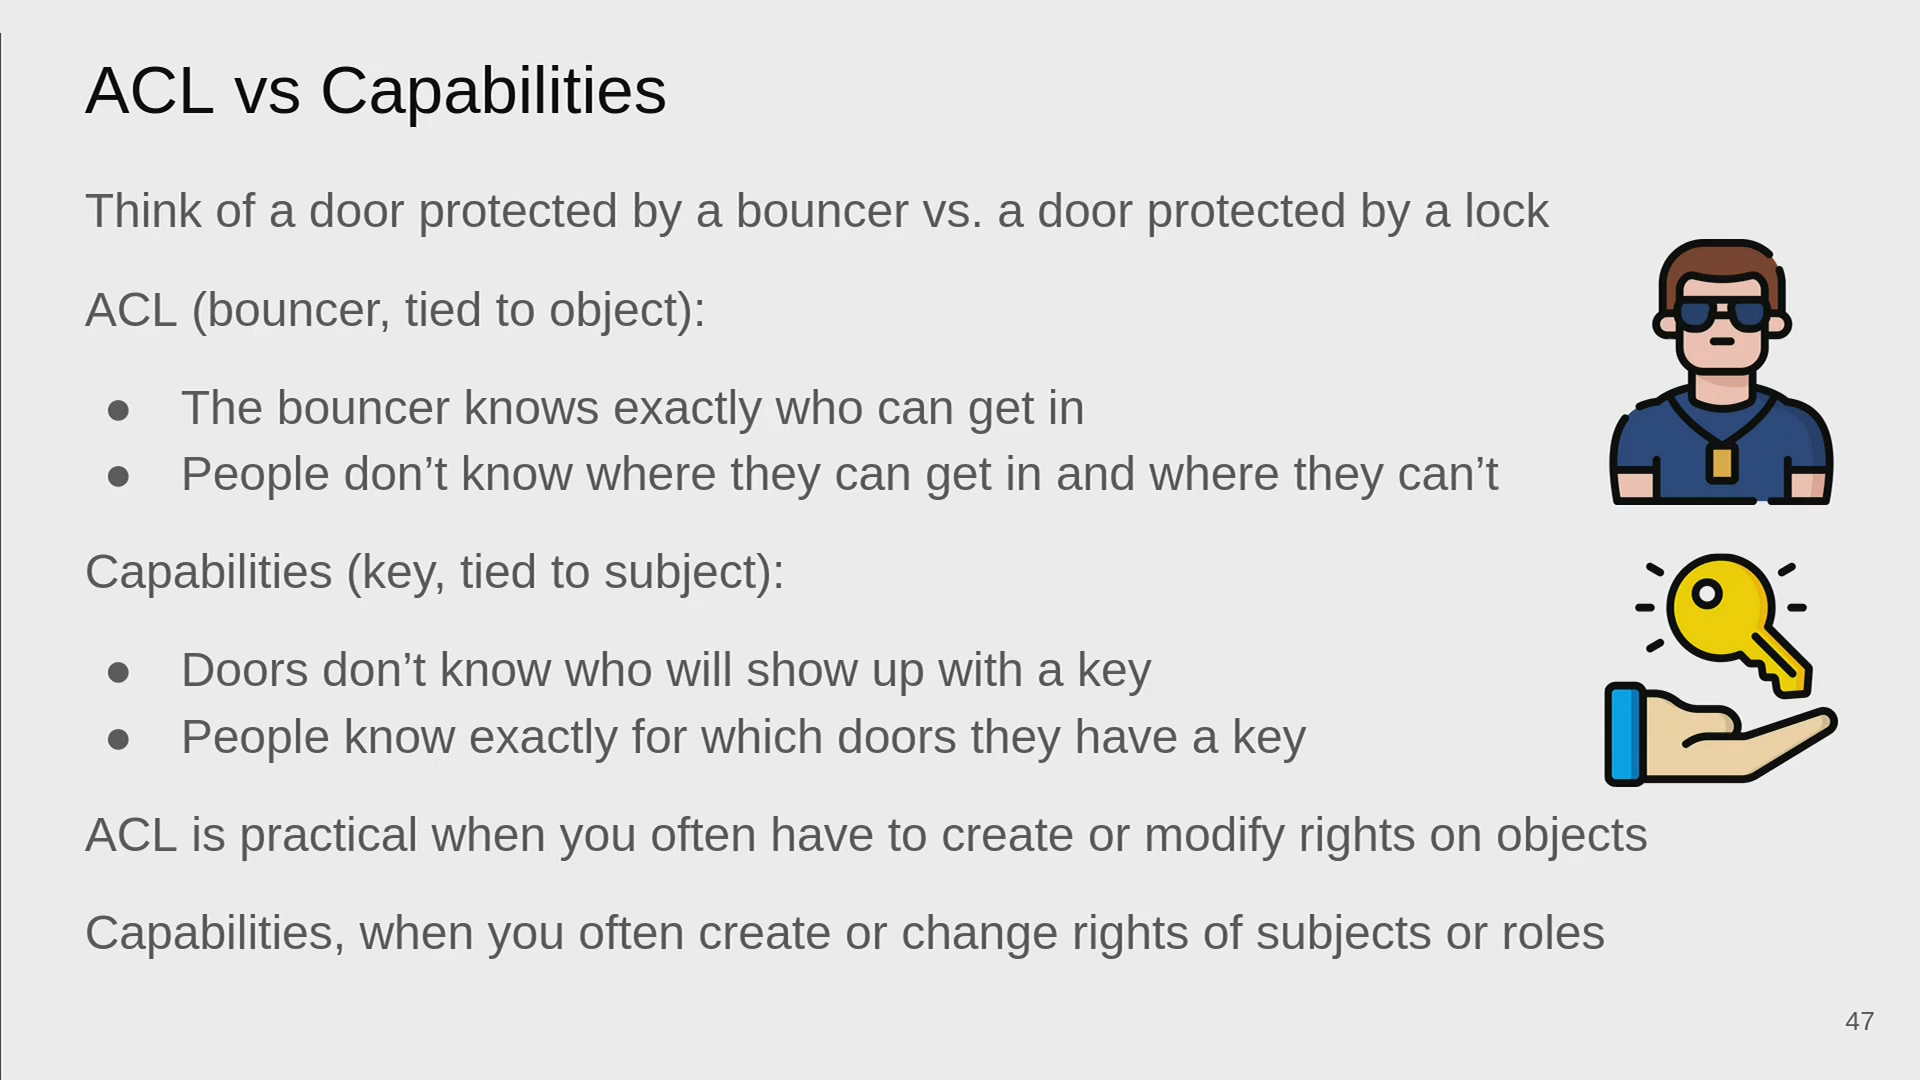 ACL vs Capabilities
Think of a door protected by a bouncer vs. a door protected by a lock
ACL (bouncer, tied to object):
● The bouncer knows exactly who can get in
● People don’t know where they can get in and where they can’t
Capabilities (key, tied to subject):
● Doors don’t know who will show up with a key
● People know exactly for which doors they have a key
ACL is practical when you often have to create or modify rights on objects
Capabilities, when you often create or change rights of subjects or roles
47